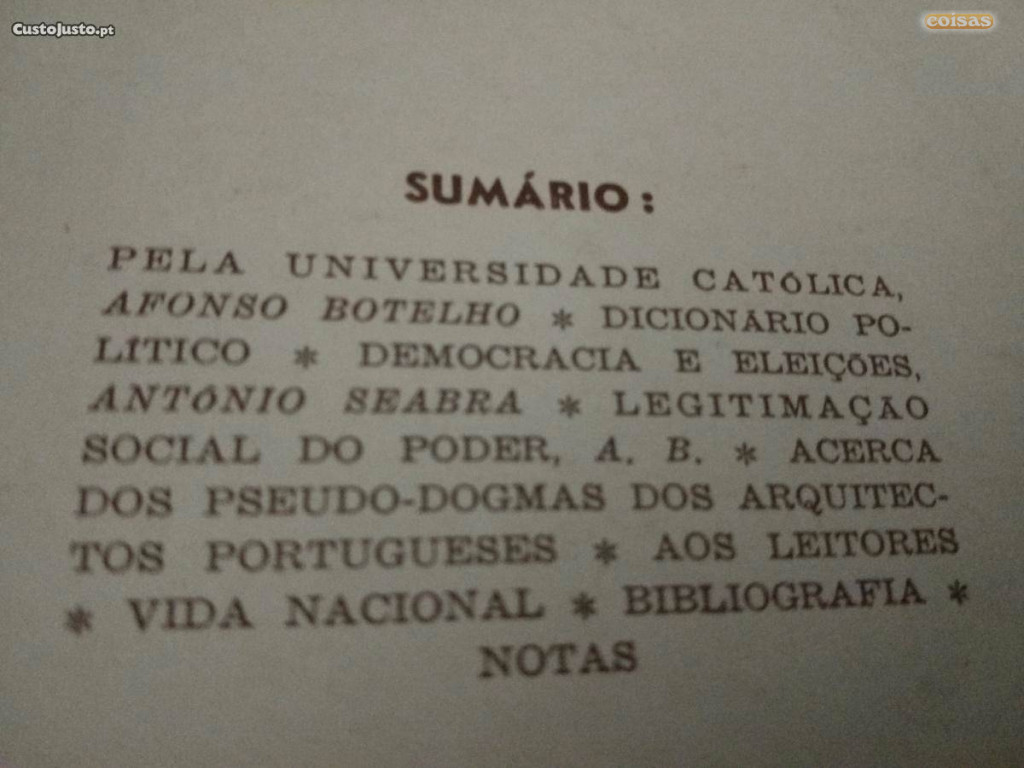 CustoJusto.pt
coisas
SUMÁRIO:
PELA UNIVERSIDADE CATÓLICA,
AFONSO BOTELHO * DICIONÁRIO PO-
LÍTICO * DEMOCRACIA E ELEIÇÕES,
ANTÓNIO SEABRA * LEGITIMAÇÃO
SOCIAL DO PODER, A. B. * ACERCA
DOS PSEUDO-DOGMAS DOS ARQUITEC-
TOS PORTUGUESES * AOS LEITORES
* VIDA NACIONAL * BIBLIOGRAFIA *
NOTAS